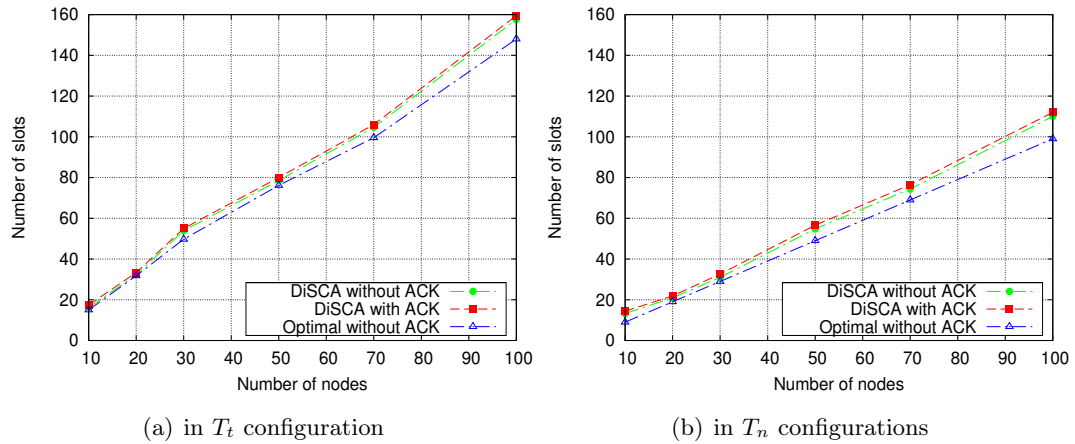 160
140
120
100
80
60
40
20
0
Number of slots
10 20 30 40 50 60 70 80 90 100
Number of nodes
DiSCA without ACK
DiSCA with ACK
Optimal without ACK
(a) in Tt configuration
160
140
120
100
80
60
40
20
0
Number of slots
10 20 30 40 50 60 70 80 90 100
Number of nodes
DiSCA without ACK
DiSCA with ACK
Optimal without ACK
(b) in Tn configurations